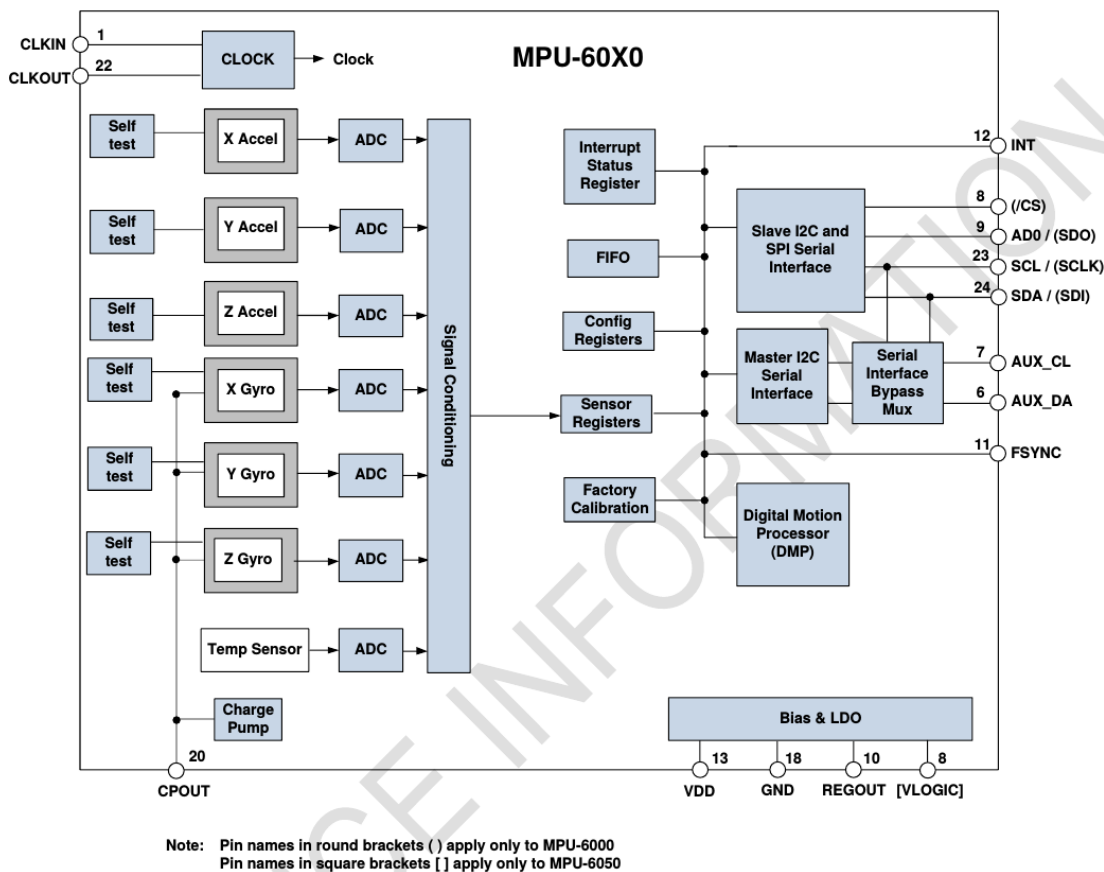 MPU-60X0
CLKIN
1
CLKOUT
22
CLOCK
Clock
Self
test
X Accel
ADC
Self
test
Y Accel
ADC
Self
test
Z Accel
ADC
Self
test
X Gyro
ADC
Self
test
Y Gyro
ADC
Self
test
Z Gyro
ADC
Temp Sensor
ADC
Signal Conditioning
Charge
Pump
20
CPOUT
Interrupt
Status
Register
FIFO
Config
Registers
Sensor
Registers
Factory
Calibration
Slave I2C and
SPI Serial
Interface
Master I2C
Serial
Interface
Serial
Interface
Bypass
Mux
Digital Motion
Processor
(DMP)
12
INT
8
(/CS)
9
AD0 / (SDO)
23
SCL / (SCLK)
24
SDA / (SDI)
7
AUX_CL
6
AUX_DA
11
FSYNC
Bias & LDO
13
VDD
18
GND
10
REGOUT
8
[VLOGIC]
Note: Pin names in round brackets ( ) apply only to MPU-6000
Pin names in square brackets [ ] apply only to MPU-6050
CE INFORMATION